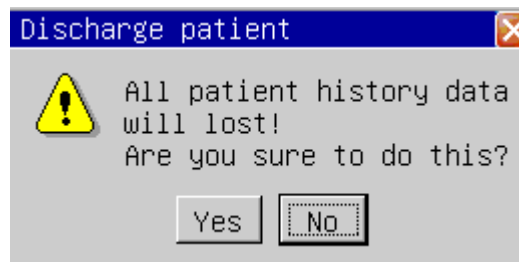 Discharge patient
All patient history data
will lost!
Are you sure to do this?
Yes No